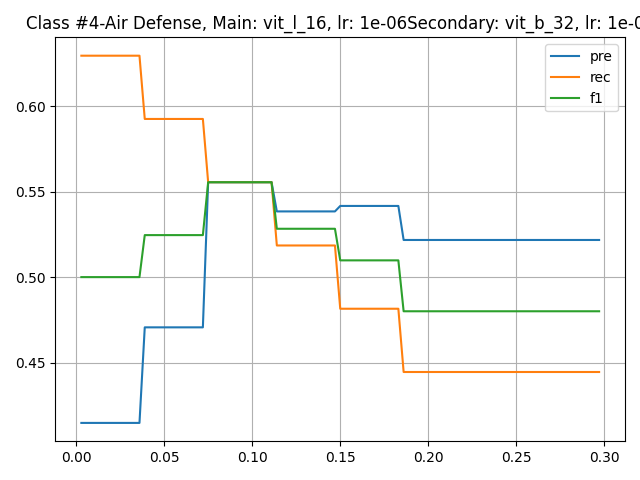 Class #4-Air Defense, Main: vit_l_16, lr: 1e-06Secondary: vit_b_32, lr: 1e-0
pre
rec
f1
0.60
0.55
0.50
0.45
0.00 0.05 0.10 0.15 0.20 0.25 0.30